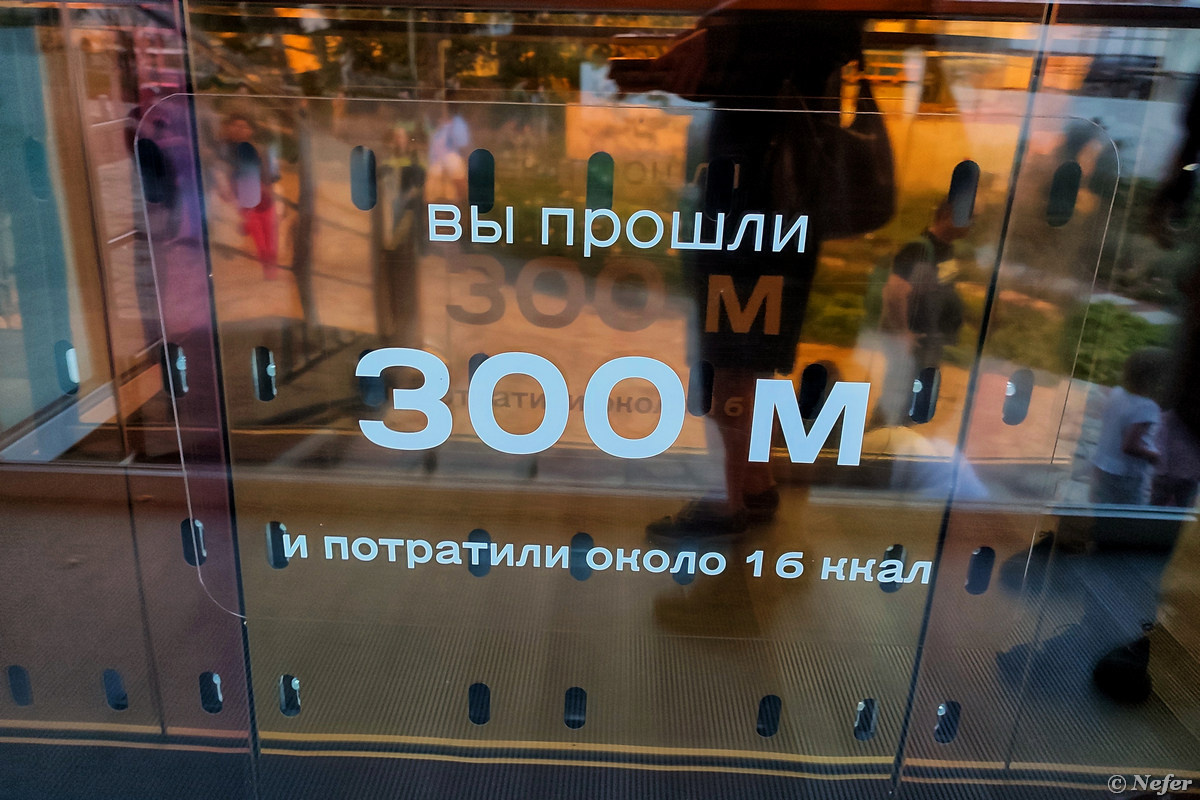 вы прошли
300 м
и потратили около 16 ккал
© Nefer